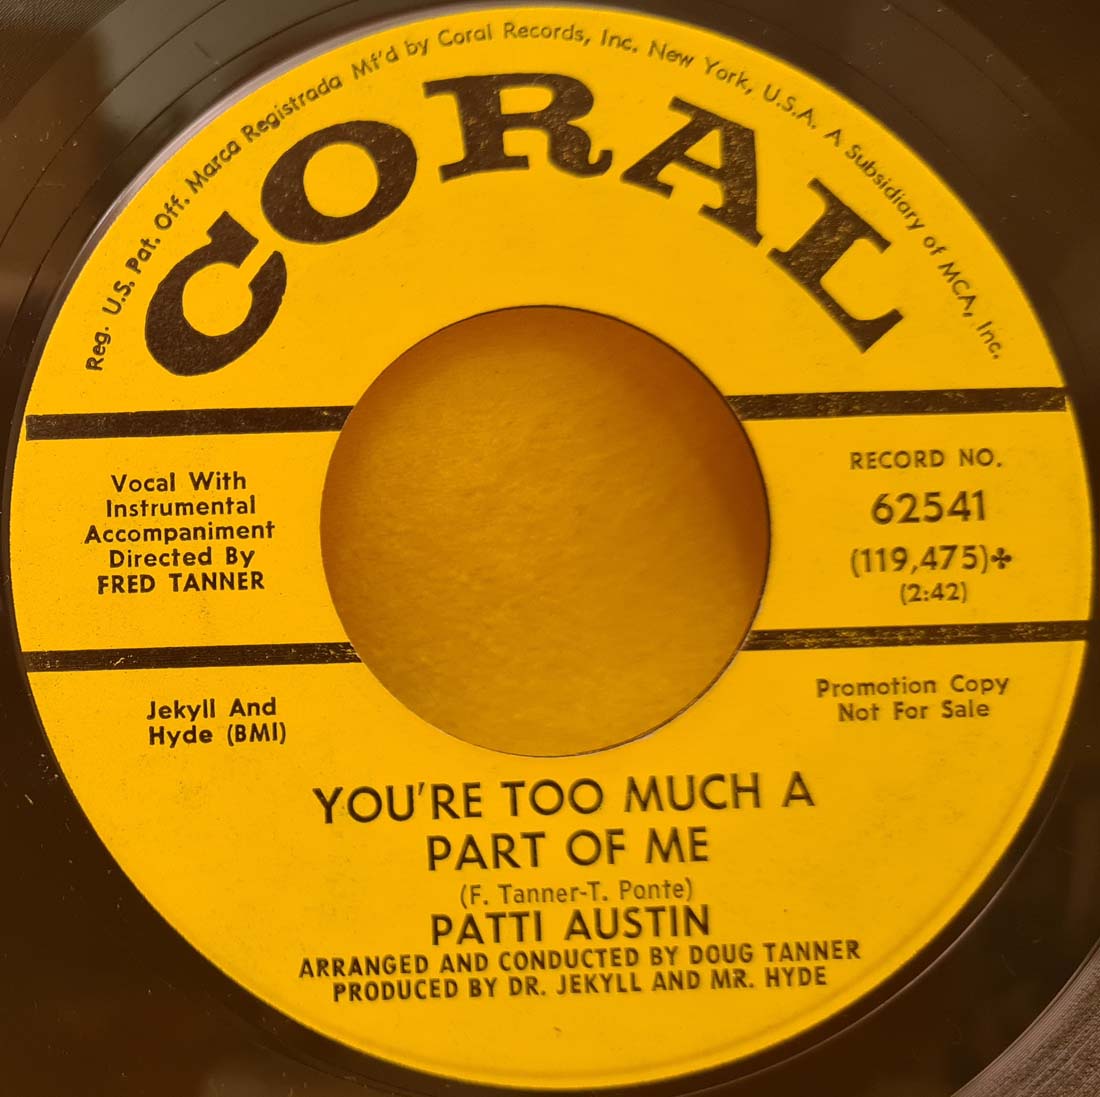 Reg. U.S. Pat. Off. Marca Registrada Mf'd by Coral Records, Inc. New York, U.S.A. A Subsidiary of MCA, Inc.
CORAL
Vocal With
Instrumental
Accompaniment
Directed By
FRED TANNER
RECORD NO.
62541
(119,475)✤
(2:42)
Jekyll And
Hyde (BMI)
Promotion Copy
Not For Sale
YOU'RE TOO MUCH A
PART OF ME
(F. Tanner-T. Ponte)
PATTI AUSTIN
ARRANGED AND CONDUCTED BY DOUG TANNER
PRODUCED BY DR. JEKYLL AND MR. HYDE